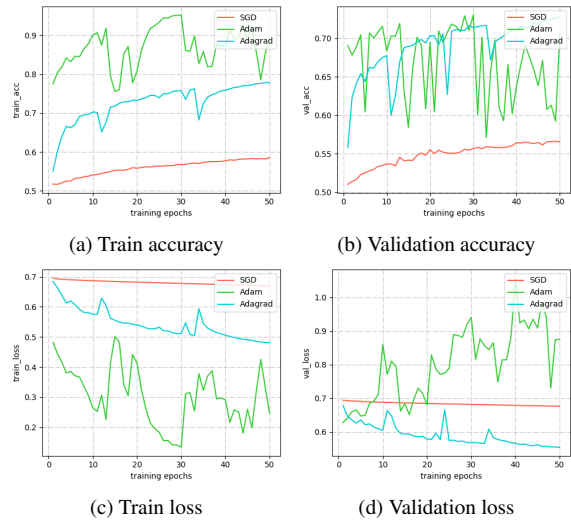 SGD
Adam
Adagrad
0.9
0.8
0.7
0.6
0.5
train_acc
0 10 20 30 40 50
training epochs
(a) Train accuracy
SGD
Adam
Adagrad
0.70
0.65
0.60
0.55
0.50
val_acc
0 10 20 30 40 50
training epochs
(b) Validation accuracy
SGD
Adam
Adagrad
0.7
0.6
0.5
0.4
0.3
0.2
train_loss
0 10 20 30 40 50
training epochs
(c) Train loss
SGD
Adam
Adagrad
1.0
0.9
0.8
0.7
0.6
val_loss
0 10 20 30 40 50
training epochs
(d) Validation loss